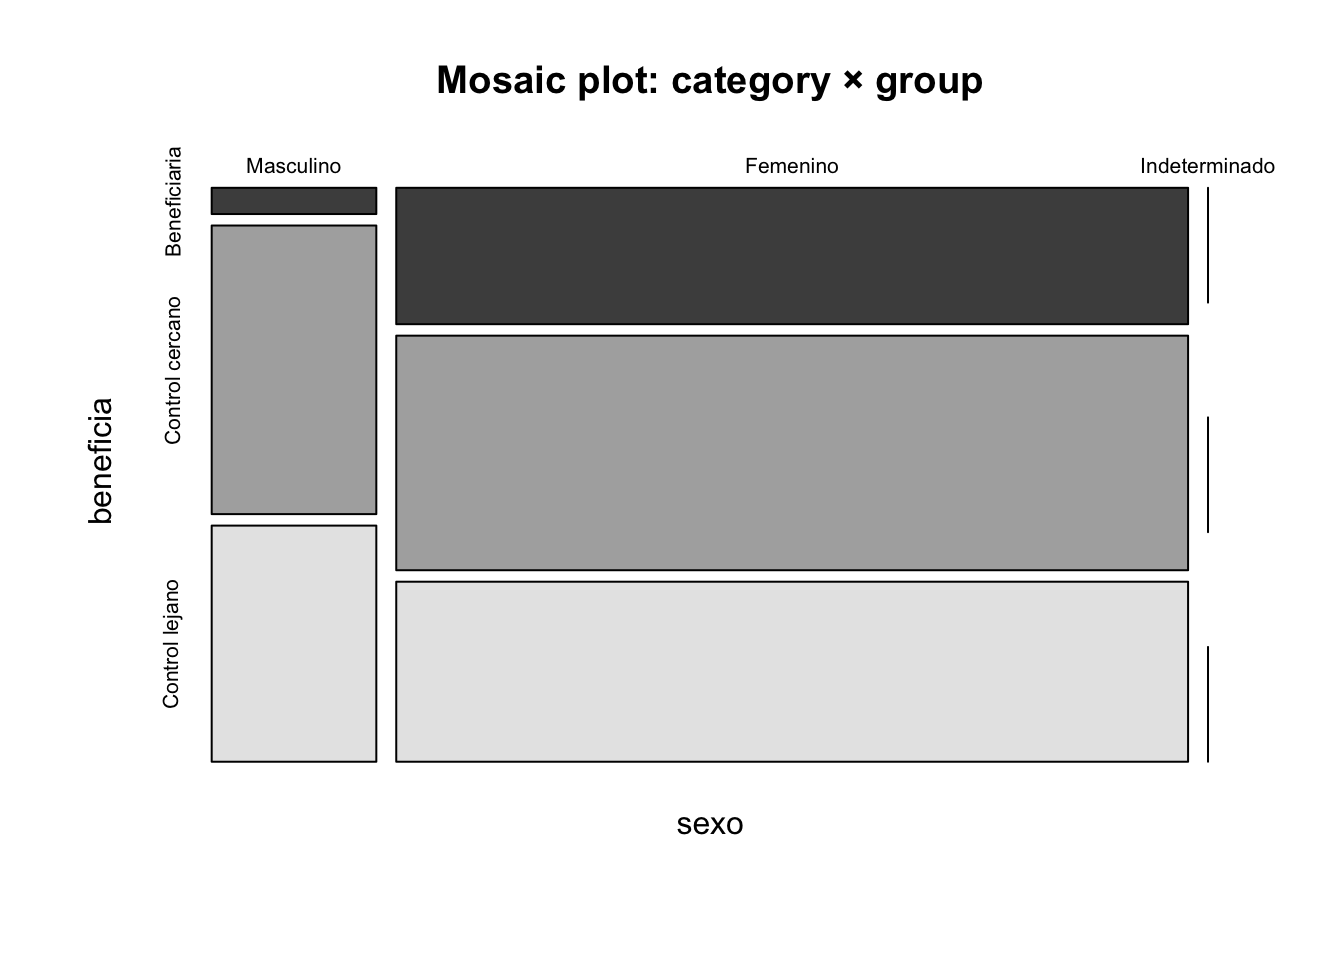 Mosaic plot: category × group
Masculino
Femenino
Indeterminado
Beneficiaria
Control cercano
Control lejano
beneficia
sexo